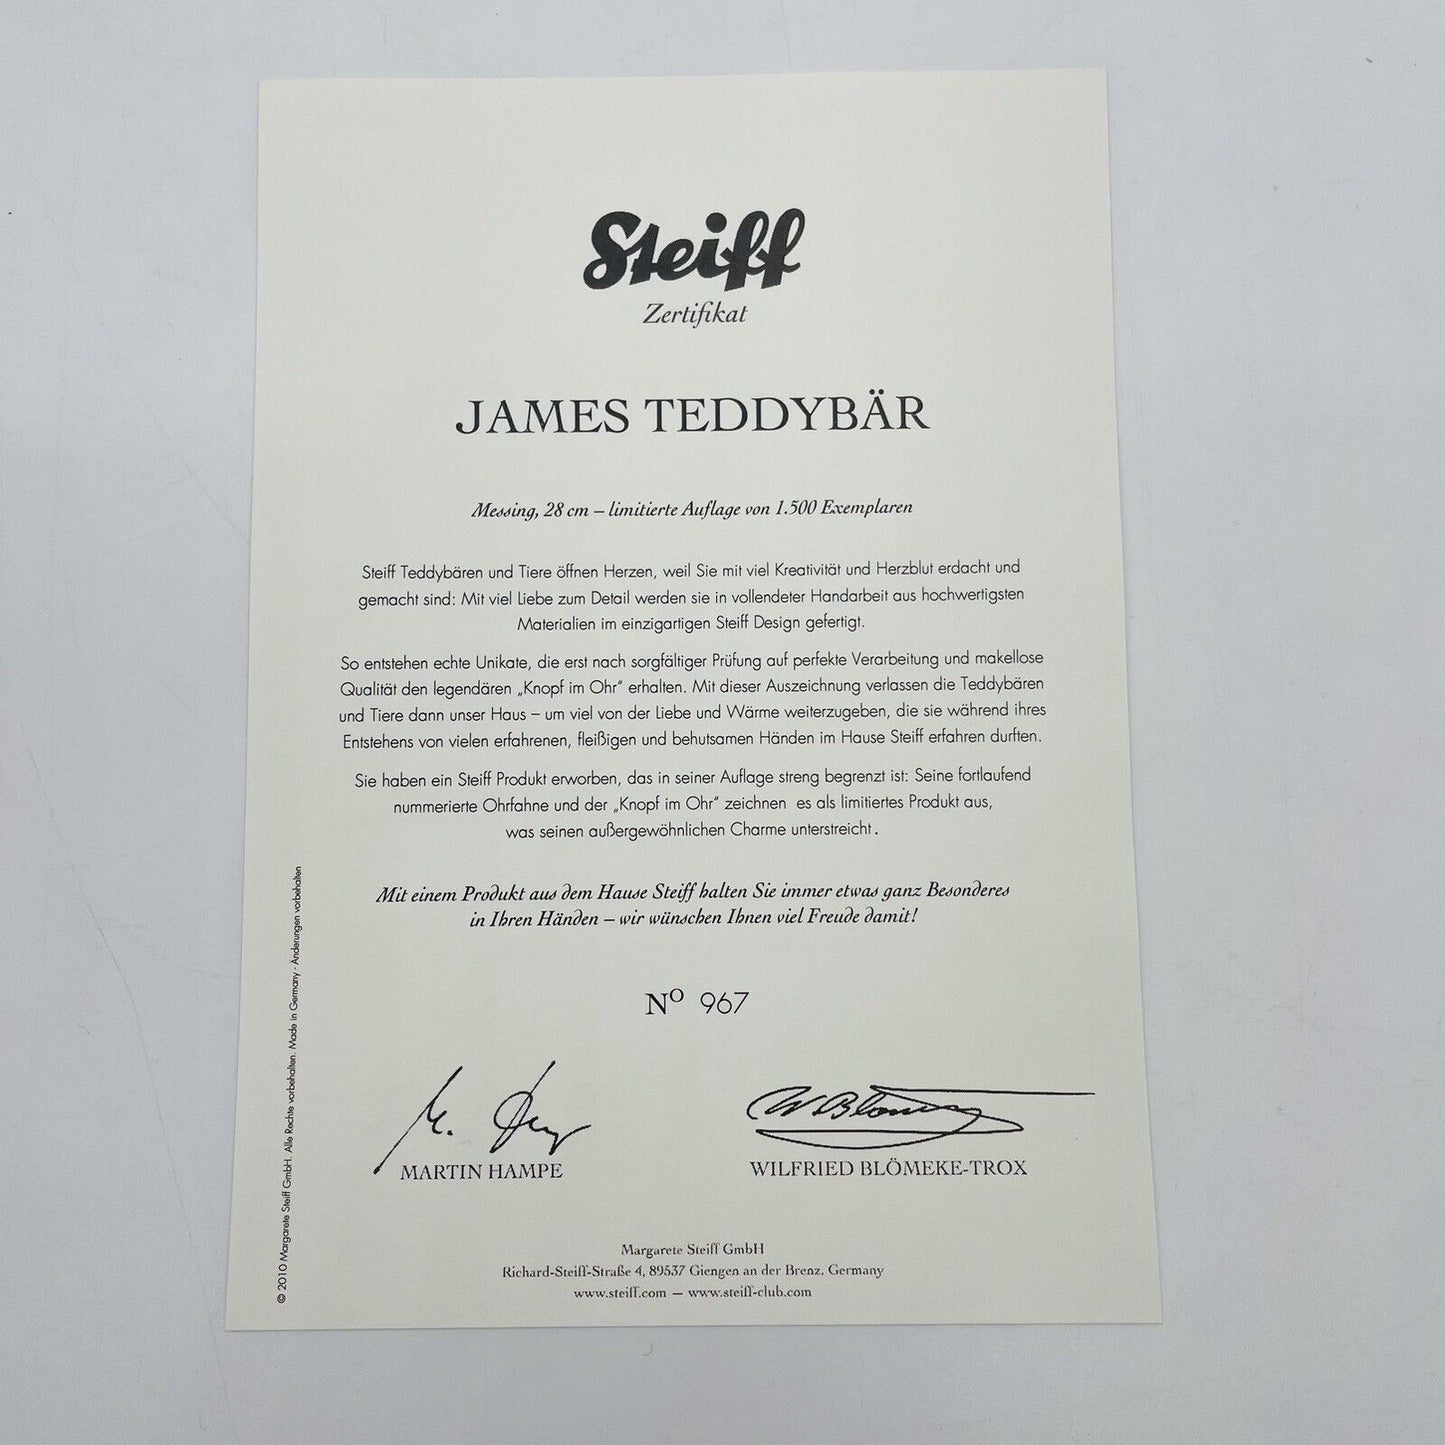 Steiff
Zertifikat
JAMES TEDDYBÄR
Messing, 28 cm – limitierte Auflage von 1.500 Exemplaren
Steiff Teddybären und Tiere öffnen Herzen, weil Sie mit viel Kreativität und Herzblut erdacht und
gemacht sind: Mit viel Liebe zum Detail werden sie in vollendeter Handarbeit aus hochwertigsten
Materialien im einzigartigen Steiff Design gefertigt.
So entstehen echte Unikate, die erst nach sorgfältiger Prüfung auf perfekte Verarbeitung und makellose
Qualität den legendären „Knopf im Ohr“ erhalten. Mit dieser Auszeichnung verlassen die Teddybären
und Tiere dann unser Haus – um viel von der Liebe und Wärme weiterzugeben, die sie während ihres
Entstehens von vielen erfahrenen, fleißigen und behutsamen Händen im Hause Steiff erfahren durften.
Sie haben ein Steiff Produkt erworben, das in seiner Auflage streng begrenzt ist: Seine fortlaufend
nummerierte Ohrfahne und der „Knopf im Ohr“ zeichnen es als limitiertes Produkt aus,
was seinen außergewöhnlichen Charme unterstreicht.
Mit einem Produkt aus dem Hause Steiff halten Sie immer etwas ganz Besonderes
in Ihren Händen – wir wünschen Ihnen viel Freude damit!
Nº 967
MARTIN HAMPE
WILFRIED BLÖMEKE-TROX
Margarete Steiff GmbH
Richard-Steiff-Straße 4, 89537 Giengen an der Brenz, Germany
www.steiff.com – www.steiff-club.com
© 2010 Margarete Steiff GmbH. Alle Rechte vorbehalten. Made in Germany - Änderungen vorbehalten